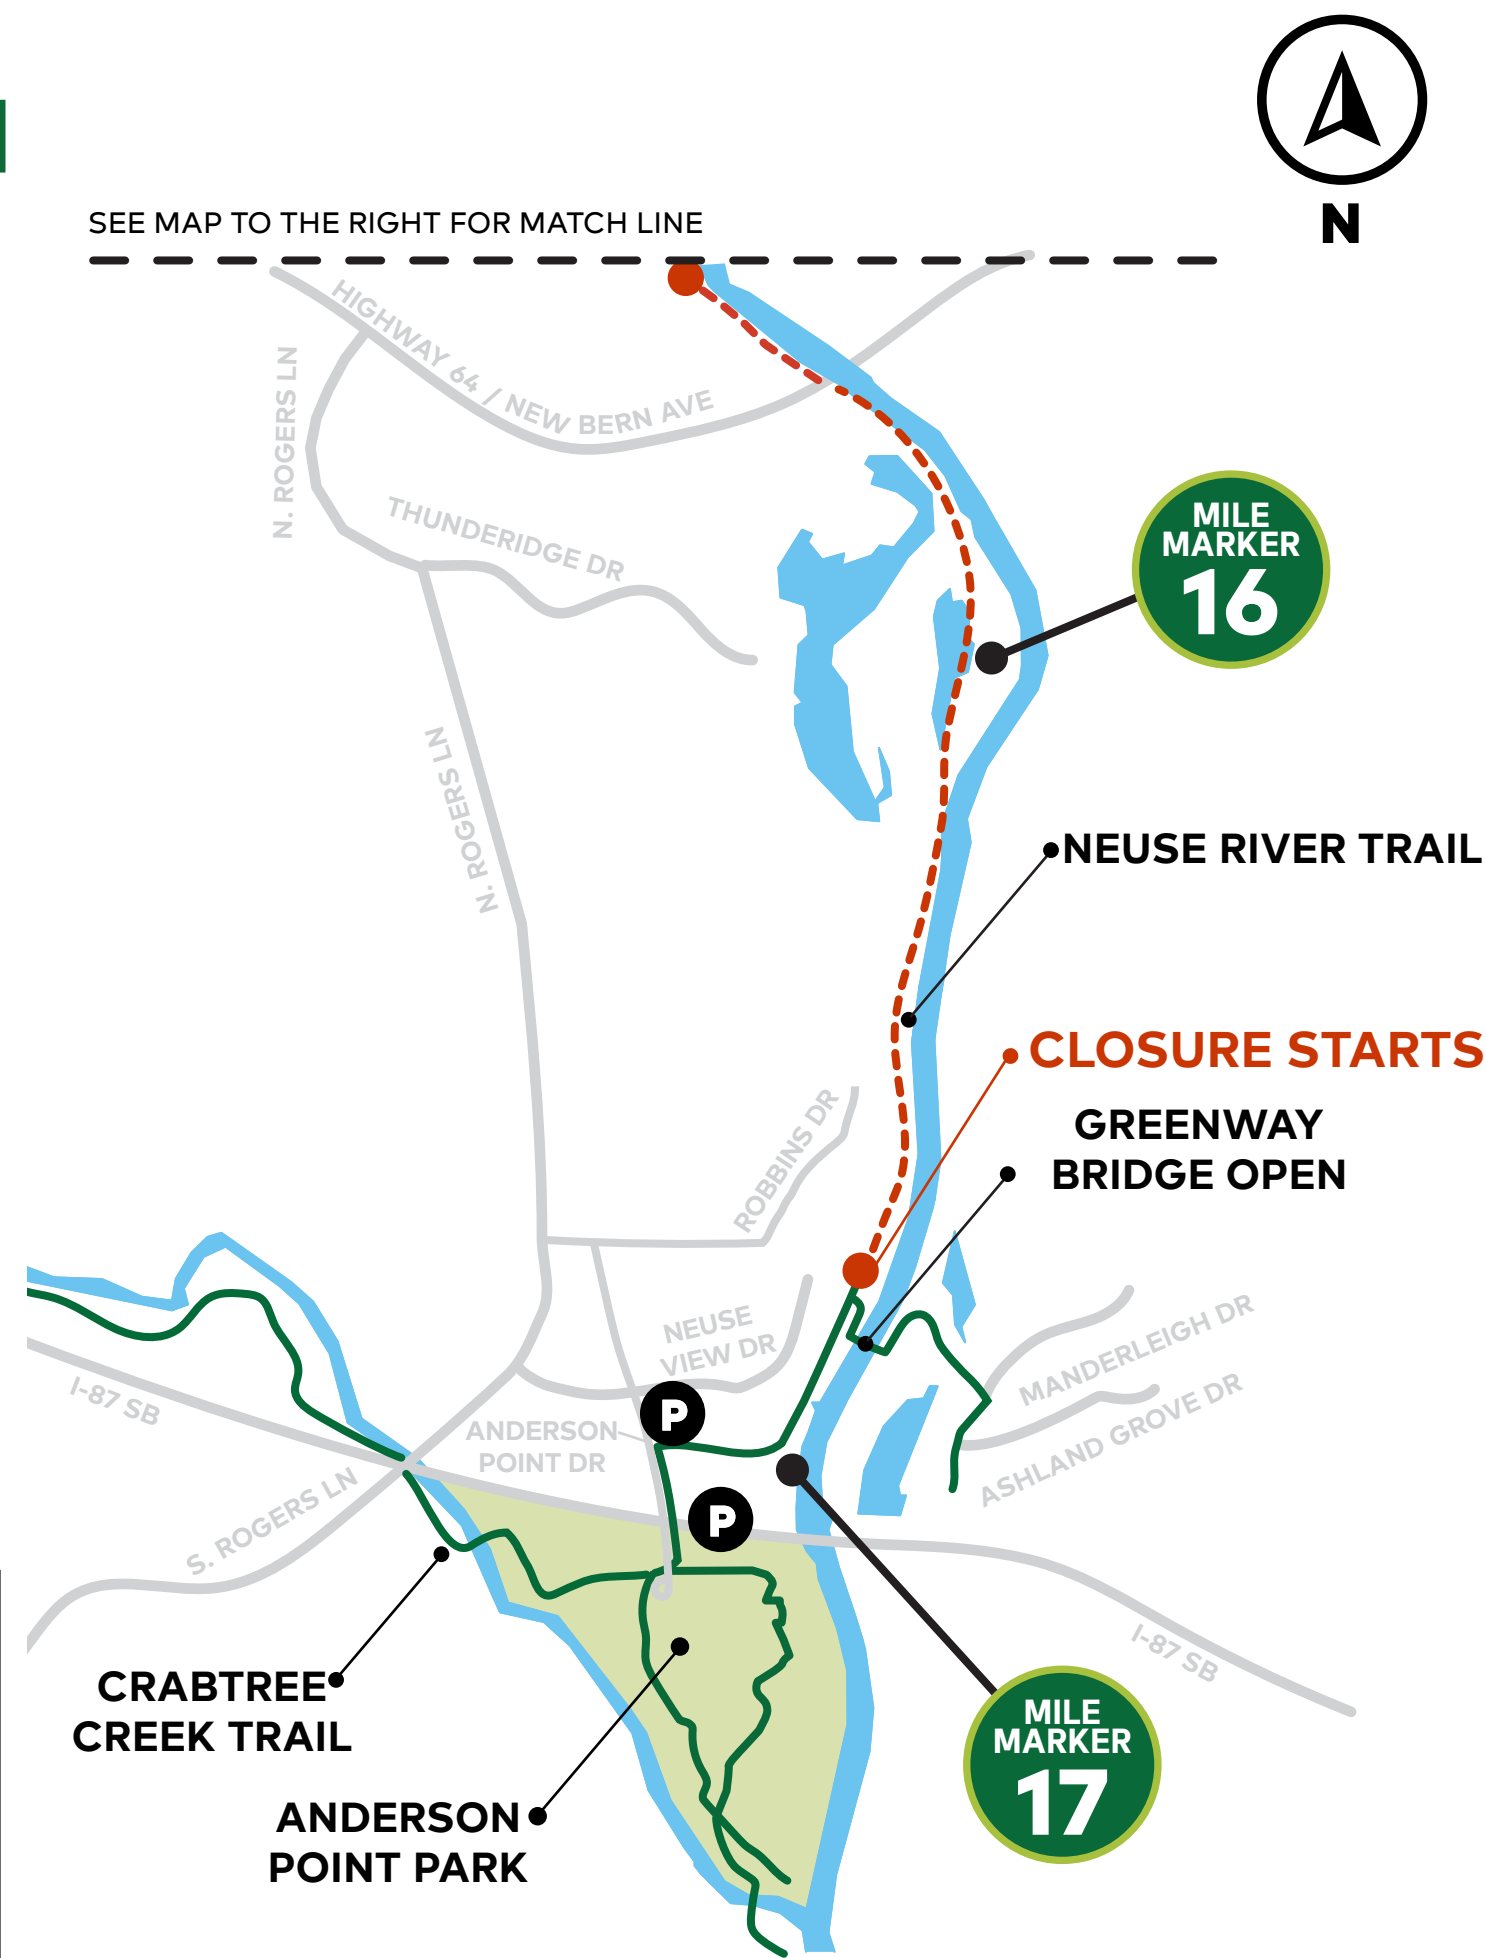 N
SEE MAP TO THE RIGHT FOR MATCH LINE
HIGHWAY 64 / NEW BERN AVE
N. ROGERS LN
THUNDERIDGE DR
MILE
MARKER
16
N. ROGERS LN
NEUSE RIVER TRAIL
CLOSURE STARTS
GREENWAY
BRIDGE OPEN
ROBBINS DR
NEUSE
VIEW DR
MANDERLEIGH DR
ASHLAND GROVE DR
I-87 SB
P
ANDERSON
POINT DR
S. ROGERS LN
P
I-87 SB
CRABTREE
CREEK TRAIL
MILE
MARKER
17
ANDERSON
POINT PARK